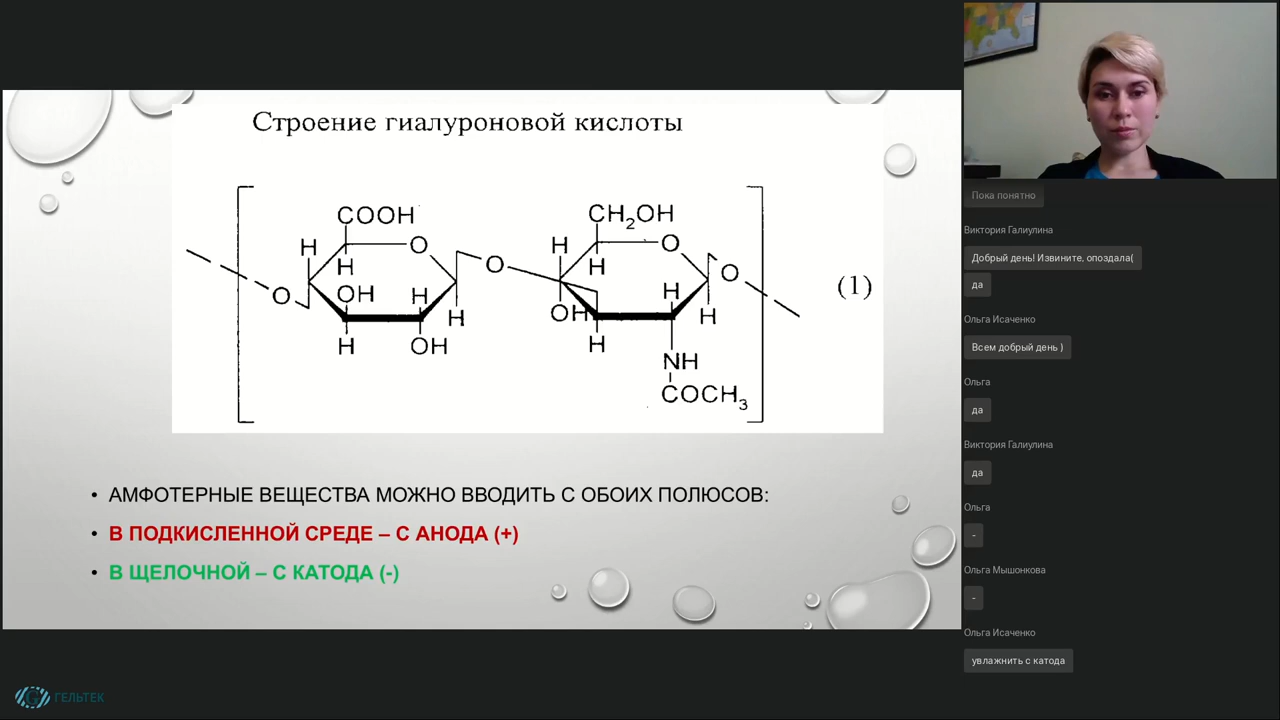 Строение гиалуроновой кислоты
COOH
CH2OH
H
O
H
O
H
O
H
O
O
OH
H
H
OH
H
H
H
OH
H
NH
COCH3
(1)
• АМФОТЕРНЫЕ ВЕЩЕСТВА МОЖНО ВВОДИТЬ С ОБОИХ ПОЛЮСОВ:
• В ПОДКИСЛЕННОЙ СРЕДЕ – С АНОДА (+)
• В ЩЕЛОЧНОЙ – С КАТОДА (-)
ГЕЛЬТЕК
Пока понятно
Виктория Галиулина
Добрый день! Извините, опоздала(
да
Ольга Исаченко
Всем добрый день )
Ольга
да
Виктория Галиулина
да
Ольга
-
Ольга Мышонкова
-
Ольга Исаченко
увлажнить с катода